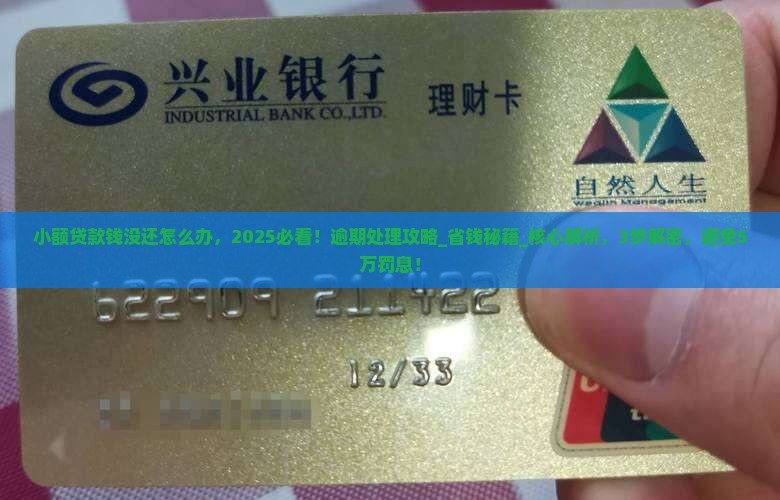 兴业银行
INDUSTRIAL BANK CO.,LTD.
理财卡
自然人生
Wealth Management
小额贷款钱没还怎么办，2025必看！逾期处理攻略_省钱秘籍_核心解析，3步解密，避免5
万罚息！
12/33